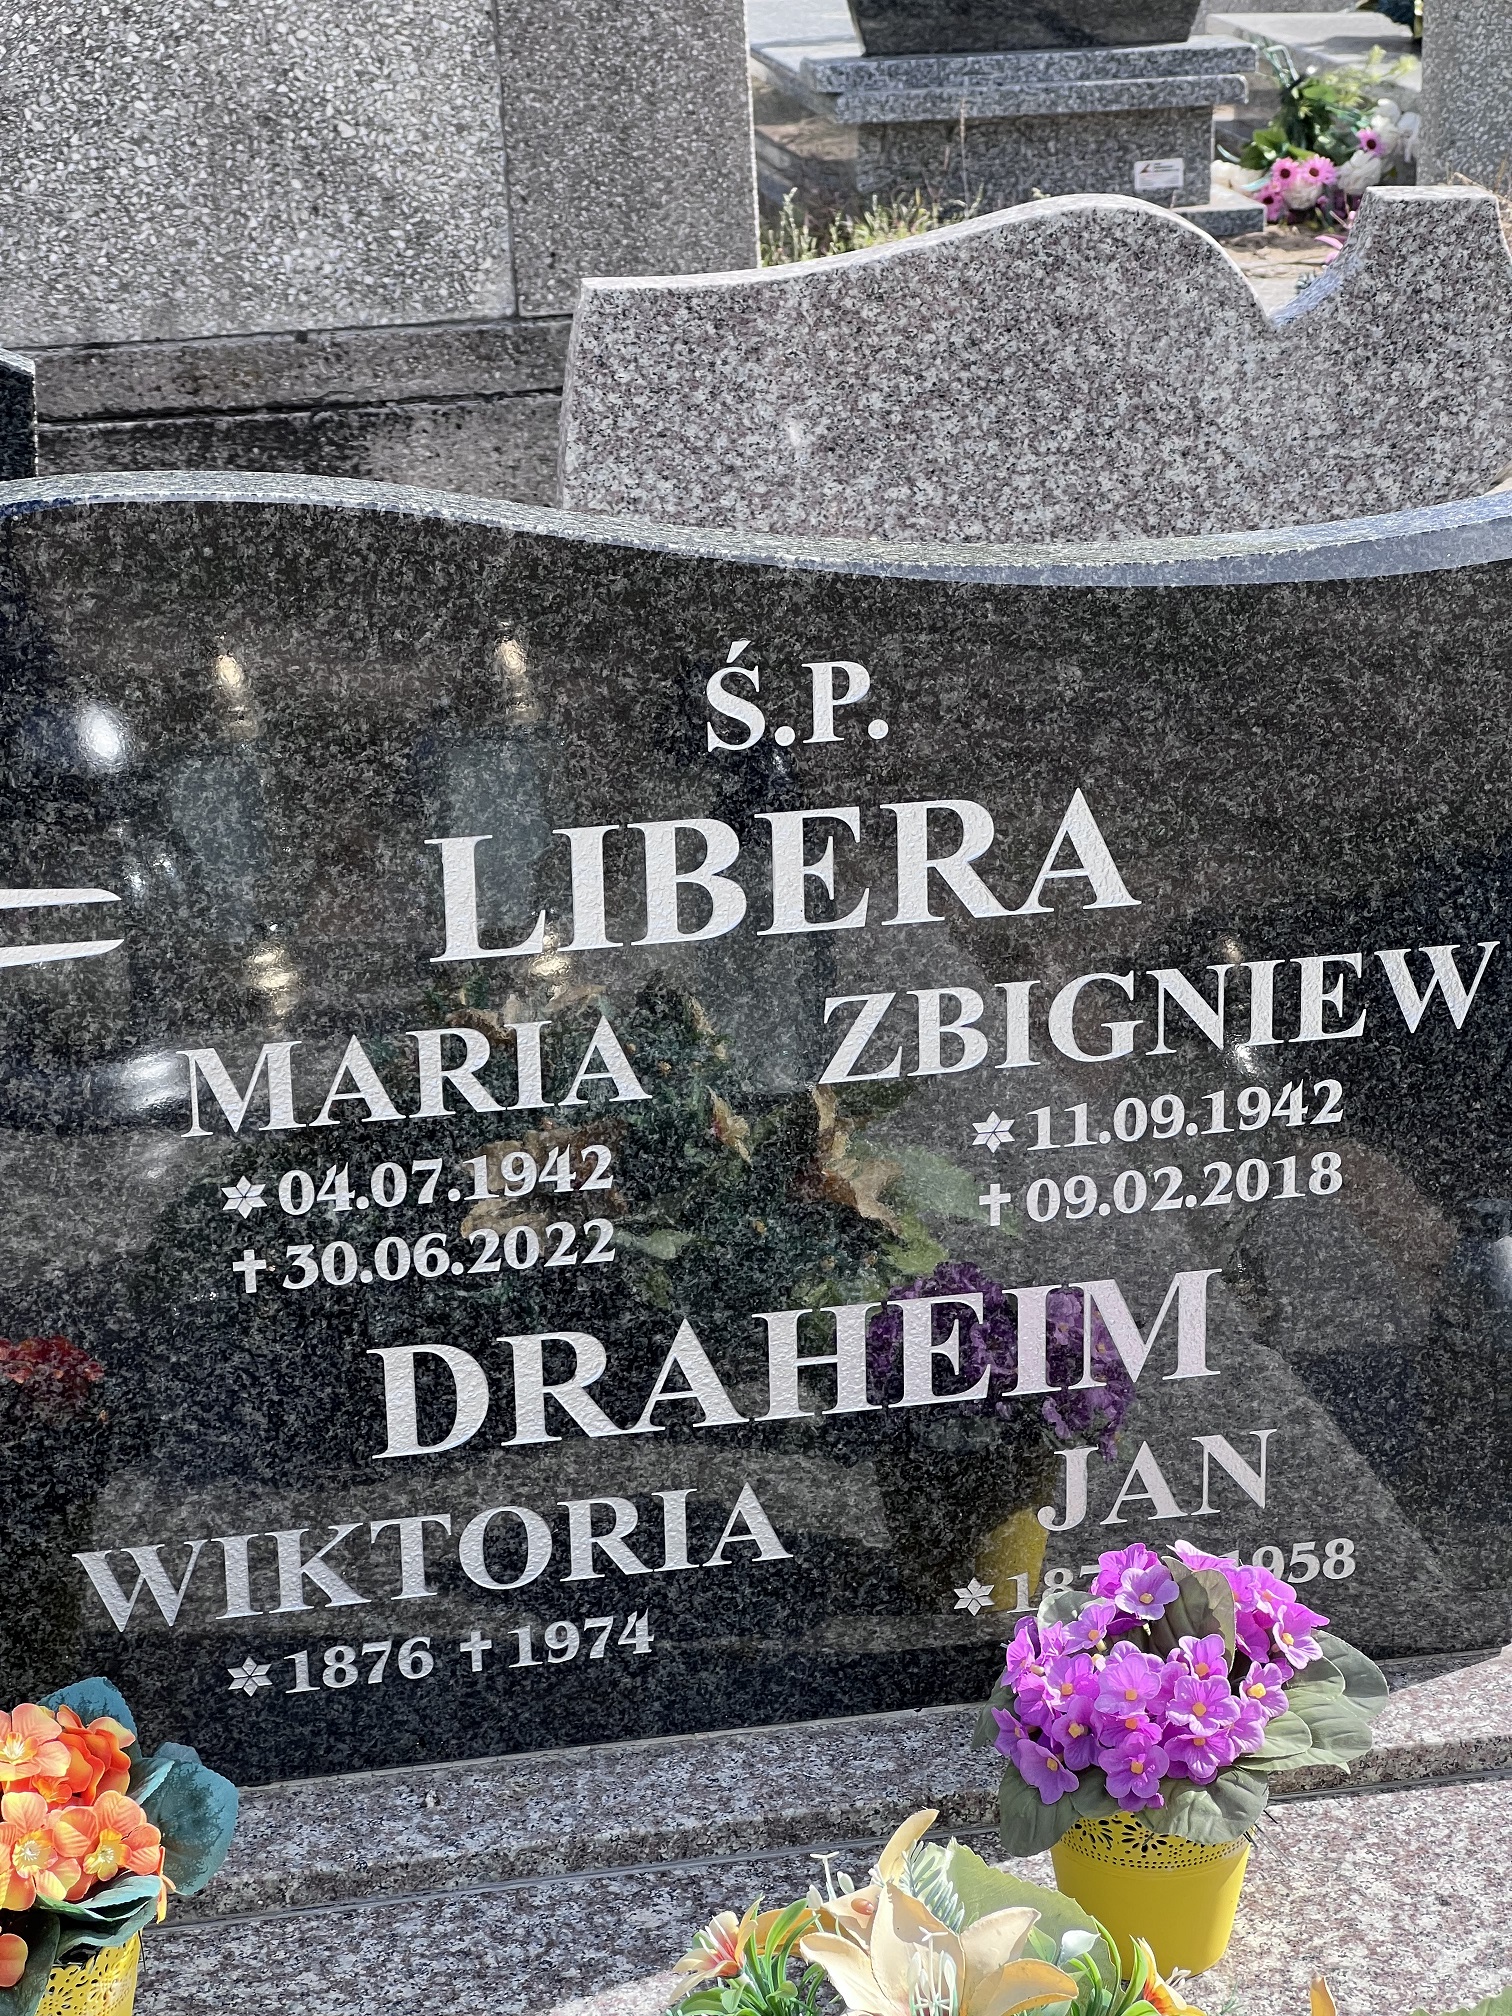 Ś.P.
LIBERA
MARIA
✡04.07.1942
✝30.06.2022
ZBIGNIEW
✡11.09.1942
✝09.02.2018
DRAHEIM
WIKTORIA
✡1876 ✝1974
JAN
1958